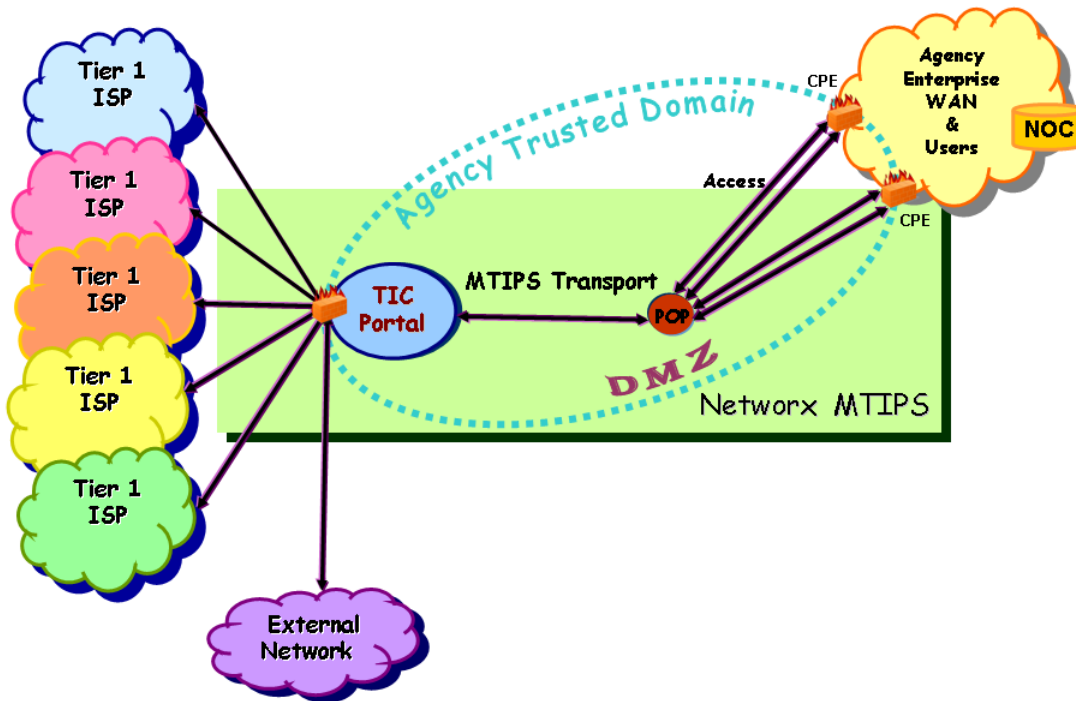 Tier 1
ISP
Tier 1
ISP
Tier 1
ISP
Tier 1
ISP
Tier 1
ISP
External
Network
TIC
Portal
MTIPS Transport
POP
Agency Trusted Domain
DMZ
Networx MTIPS
Access
CPE
CPE
Agency
Enterprise
WAN
&
Users
NOC